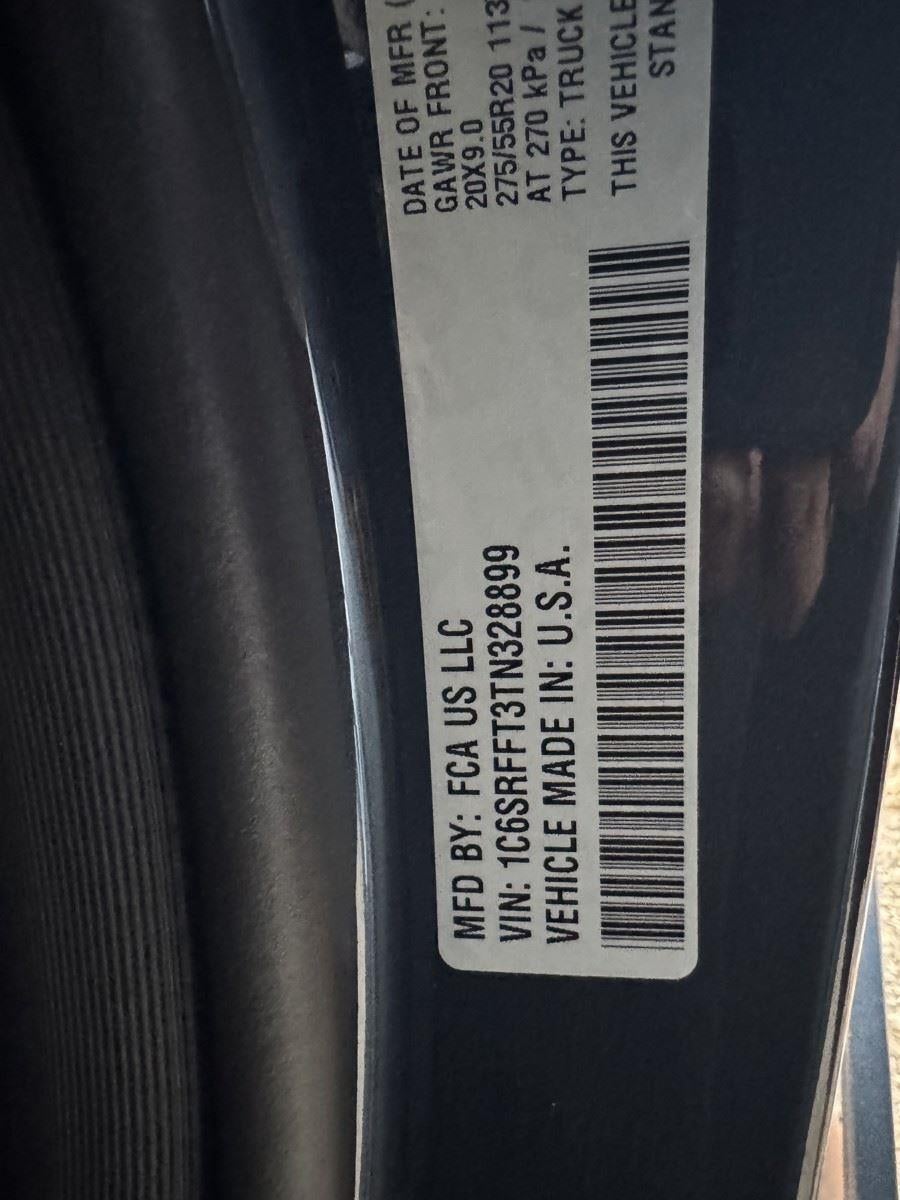 MFD BY: FCA US LLC
VIN: 1C6SRFFT3TN328899
VEHICLE MADE IN: U.S.A.
DATE OF MFR (
GAWR FRONT:
20X9.0
275/55R20 113
AT 270 kPa /
TYPE: TRUCK
THIS VEHICLE
STAN